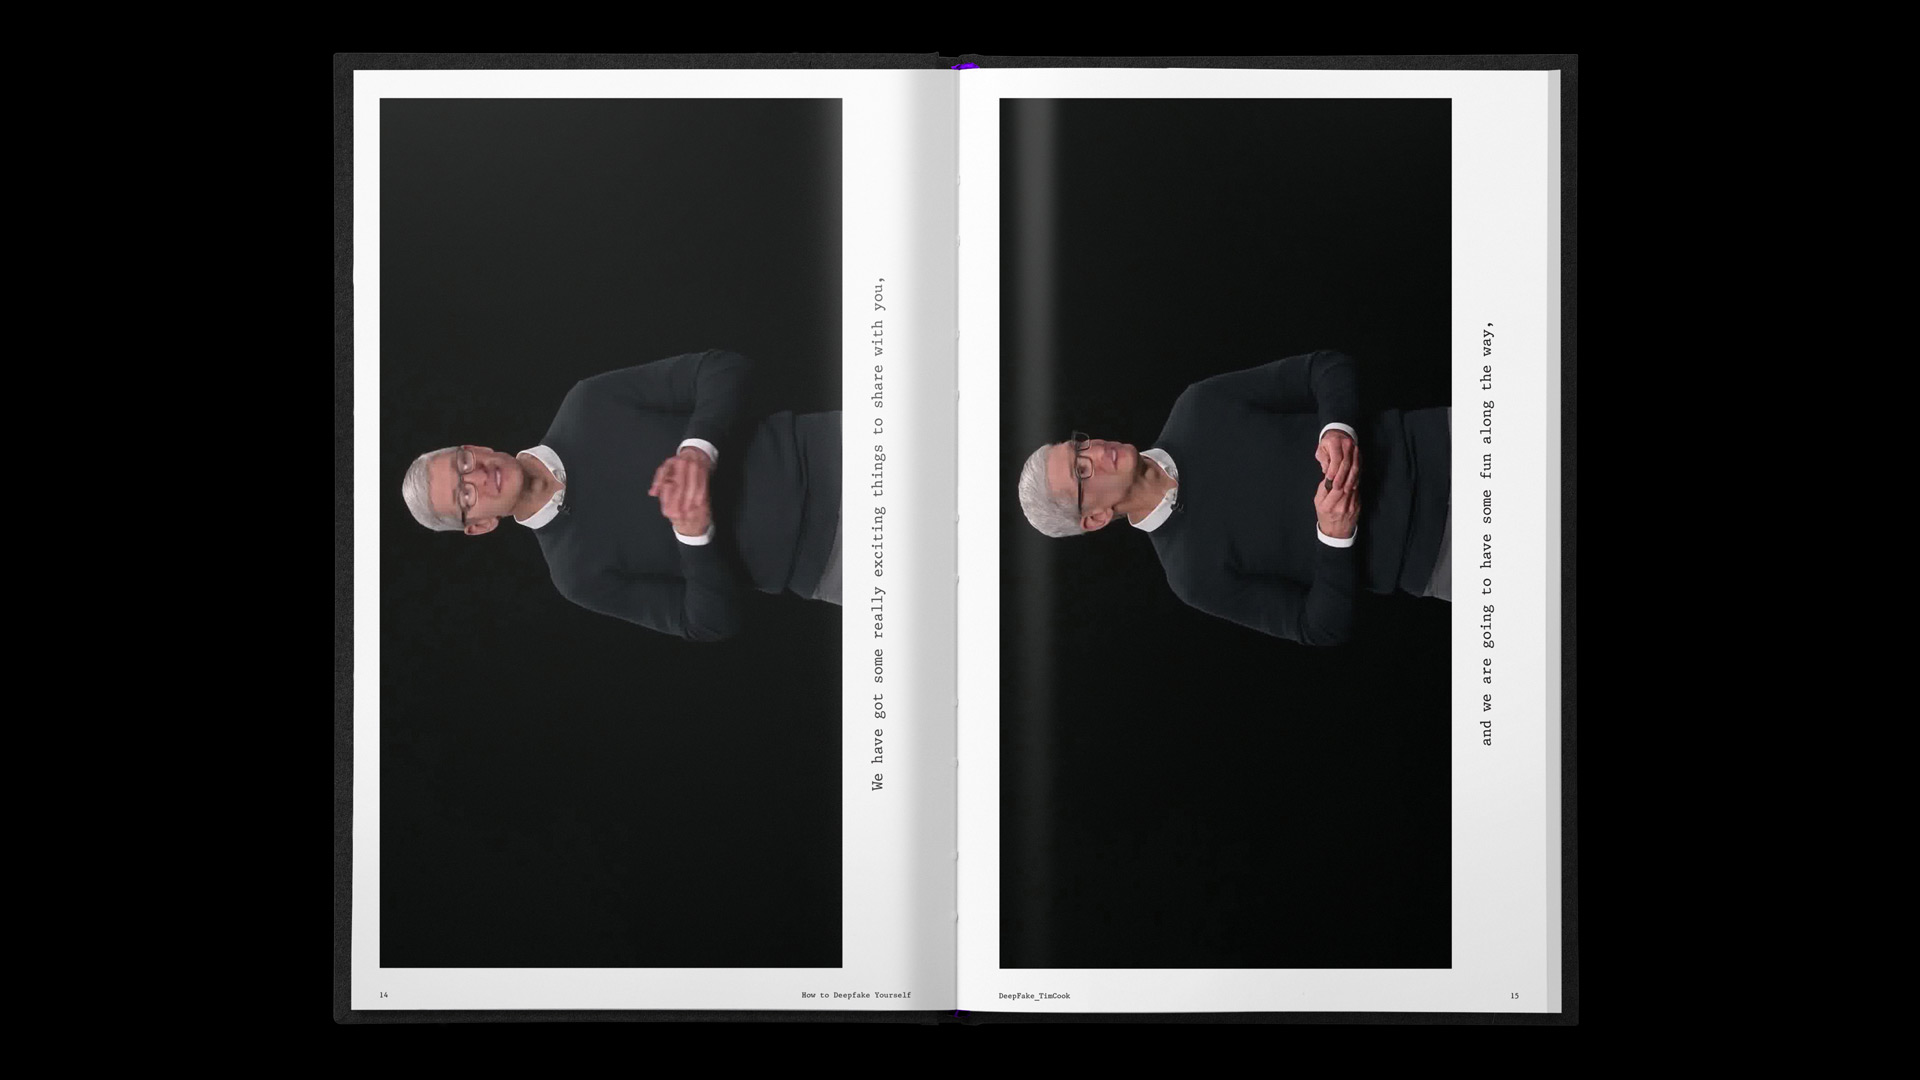 We have got some really exciting things to share with you,
14
How to Deepfake Yourself
and we are going to have some fun along the way,
DeepFake_TimCook
15